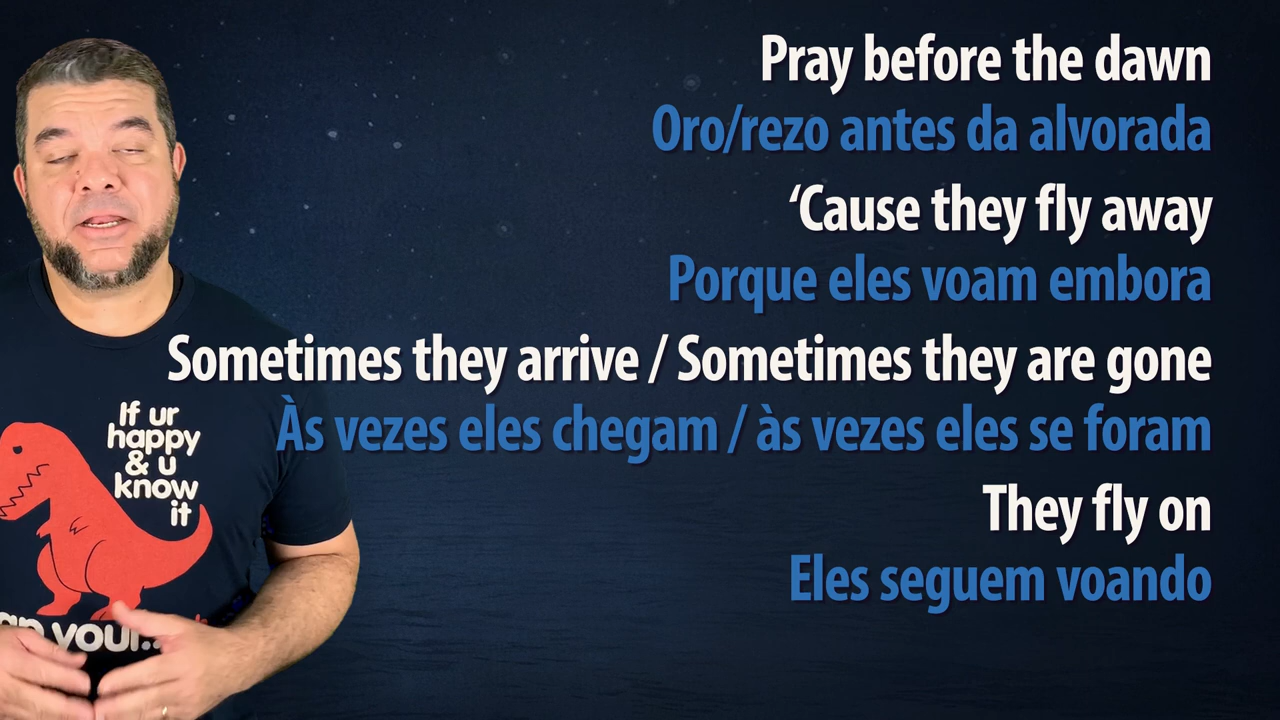 Pray before the dawn
Oro/rezo antes da alvorada
‘Cause they fly away
Porque eles voam embora
Sometimes they arrive / Sometimes they are gone
Às vezes eles chegam / às vezes eles se foram
They fly on
Eles seguem voando
If ur
happy
& u
know
it
your...